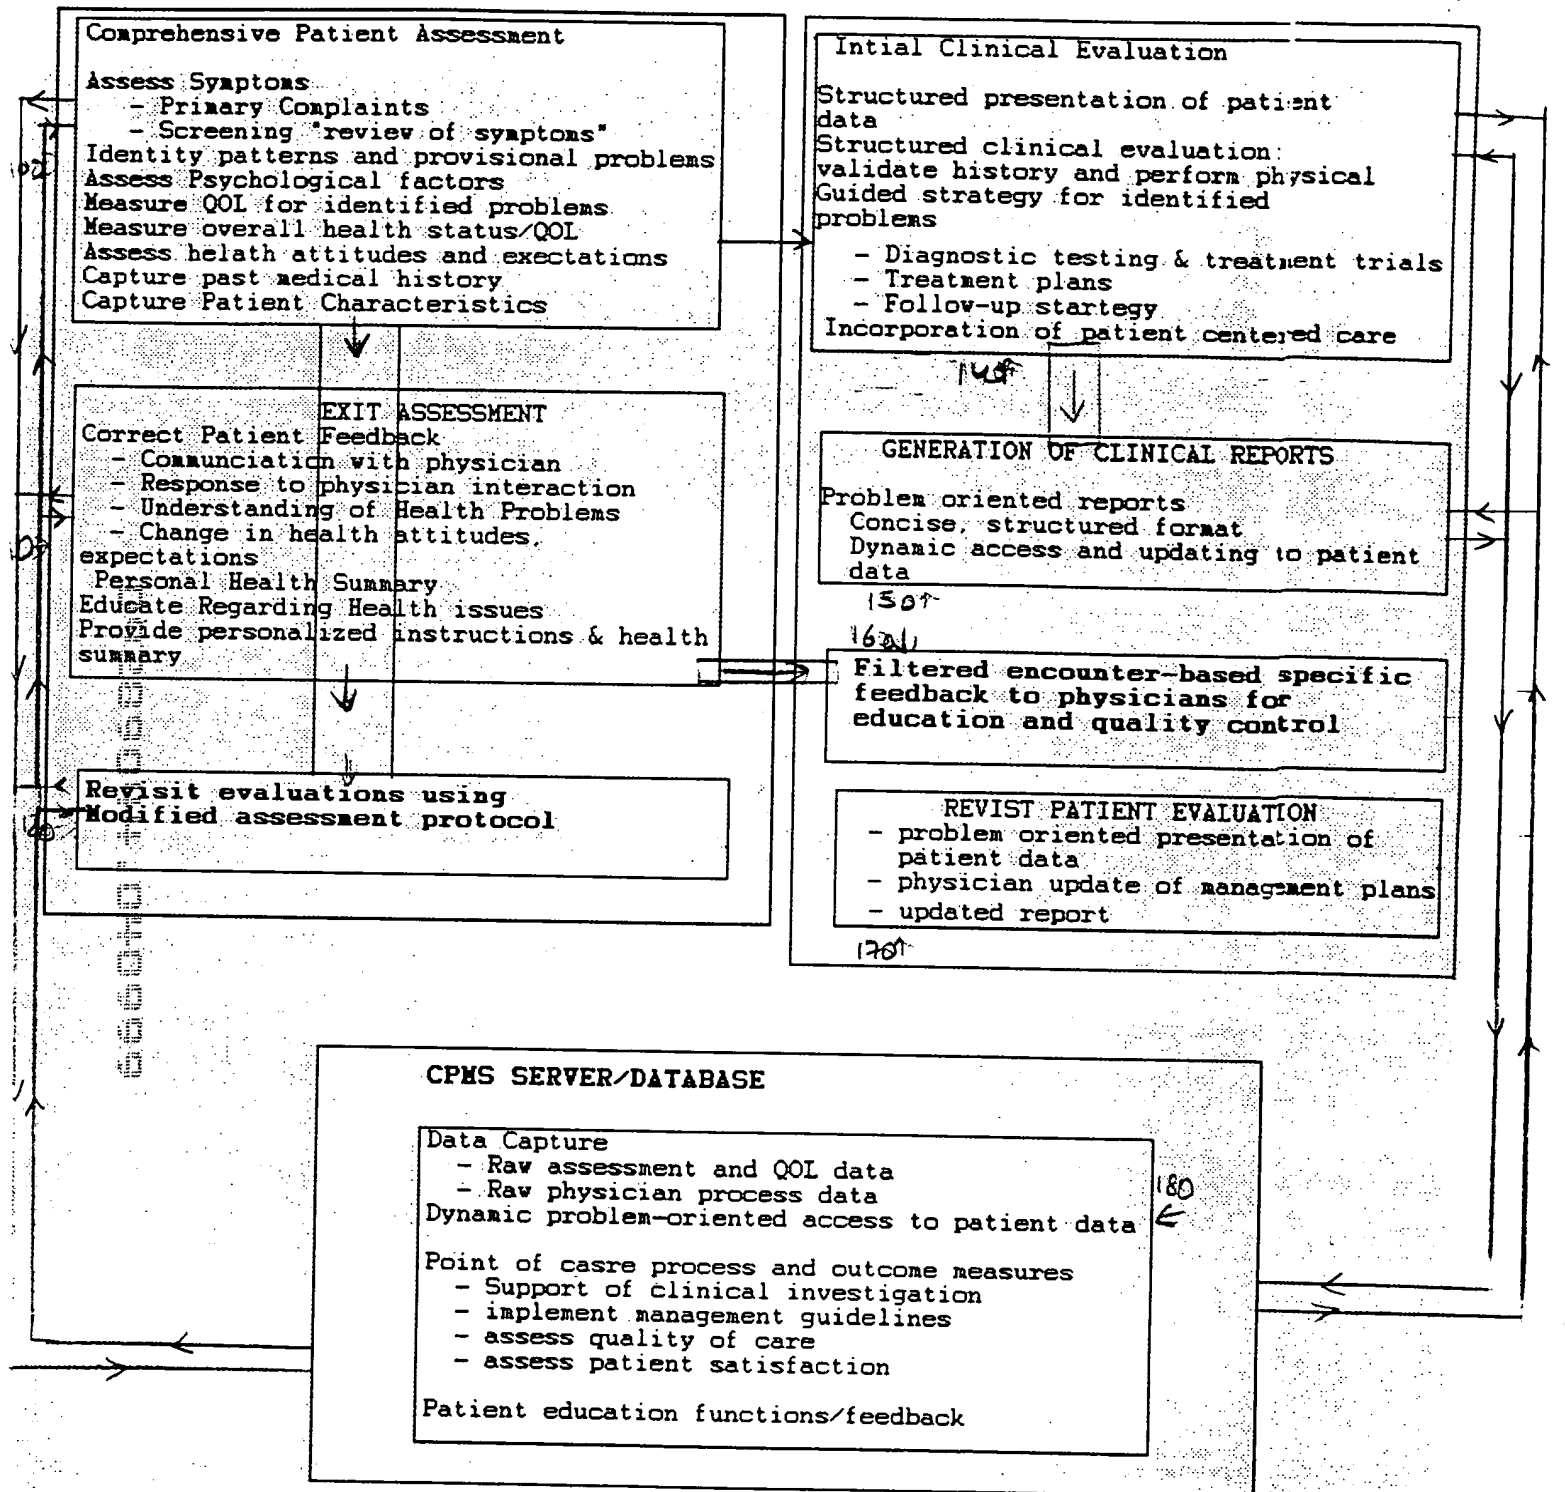 Comprehensive Patient Assessment
Assess Symptoms
- Primary Complaints
- Screening "review of symptoms"
Identity patterns and provisional problems
Assess Psychological factors
Measure QOL for identified problems
Measure overall health status/QOL
Assess helath attitudes and exectations
Capture past medical history
Capture Patient Characteristics
EXIT ASSESSMENT
Correct Patient Feedback
- Communciation with physician
- Response to physician interaction
- Understanding of Health Problems
- Change in health attitudes,
expectations
Personal Health Summary
Educate Regarding Health issues
Provide personalized instructions & health
summary
Revisit evaluations using
Modified assessment protocol
Intial Clinical Evaluation
Structured presentation of patient
data
Structured clinical evaluation:
validate history and perform physical
Guided strategy for identified
problems
- Diagnostic testing & treatment trials
- Treatment plans
- Follow-up startegy
Incorporation of patient centered care
140
GENERATION OF CLINICAL REPORTS
Problem oriented reports
Concise, structured format
Dynamic access and updating to patient
data
150
160
Filtered encounter-based specific
feedback to physicians for
education and quality control
REVIST PATIENT EVALUATION
- problem oriented presentation of
patient data
- physician update of management plans
- updated report
170
CPMS SERVER/DATABASE
Data Capture
- Raw assessment and QOL data
- Raw physician process data
Dynamic problem-oriented access to patient data
180
Point of casre process and outcome measures
- Support of clinical investigation
- implement management guidelines
- assess quality of care
- assess patient satisfaction
Patient education functions/feedback